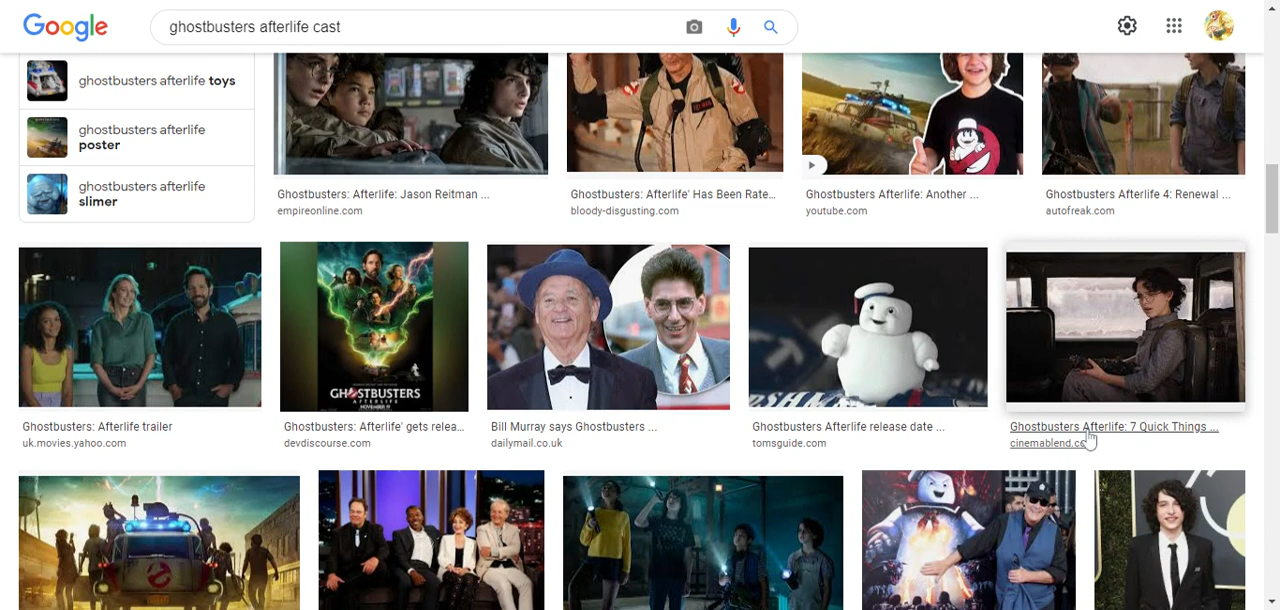 Google
ghostbusters afterlife cast
ghostbusters afterlife toys
ghostbusters afterlife
poster
ghostbusters afterlife
slimer
Ghostbusters: Afterlife: Jason Reitman ...
empireonline.com
Ghostbusters: Afterlife' Has Been Rate...
bloody-disgusting.com
Ghostbusters Afterlife: Another ...
youtube.com
Ghostbusters Afterlife 4: Renewal ...
autofreak.com
GHOSTBUSTERS
AFTERLIFE
NOVEMBER 19
Ghostbusters: Afterlife trailer
uk.movies.yahoo.com
Ghostbusters: Afterlife' gets relea...
devdiscourse.com
Bill Murray says Ghostbusters ...
dailymail.co.uk
Ghostbusters Afterlife release date ...
tomsguide.com
Ghostbusters Afterlife: 7 Quick Things ...